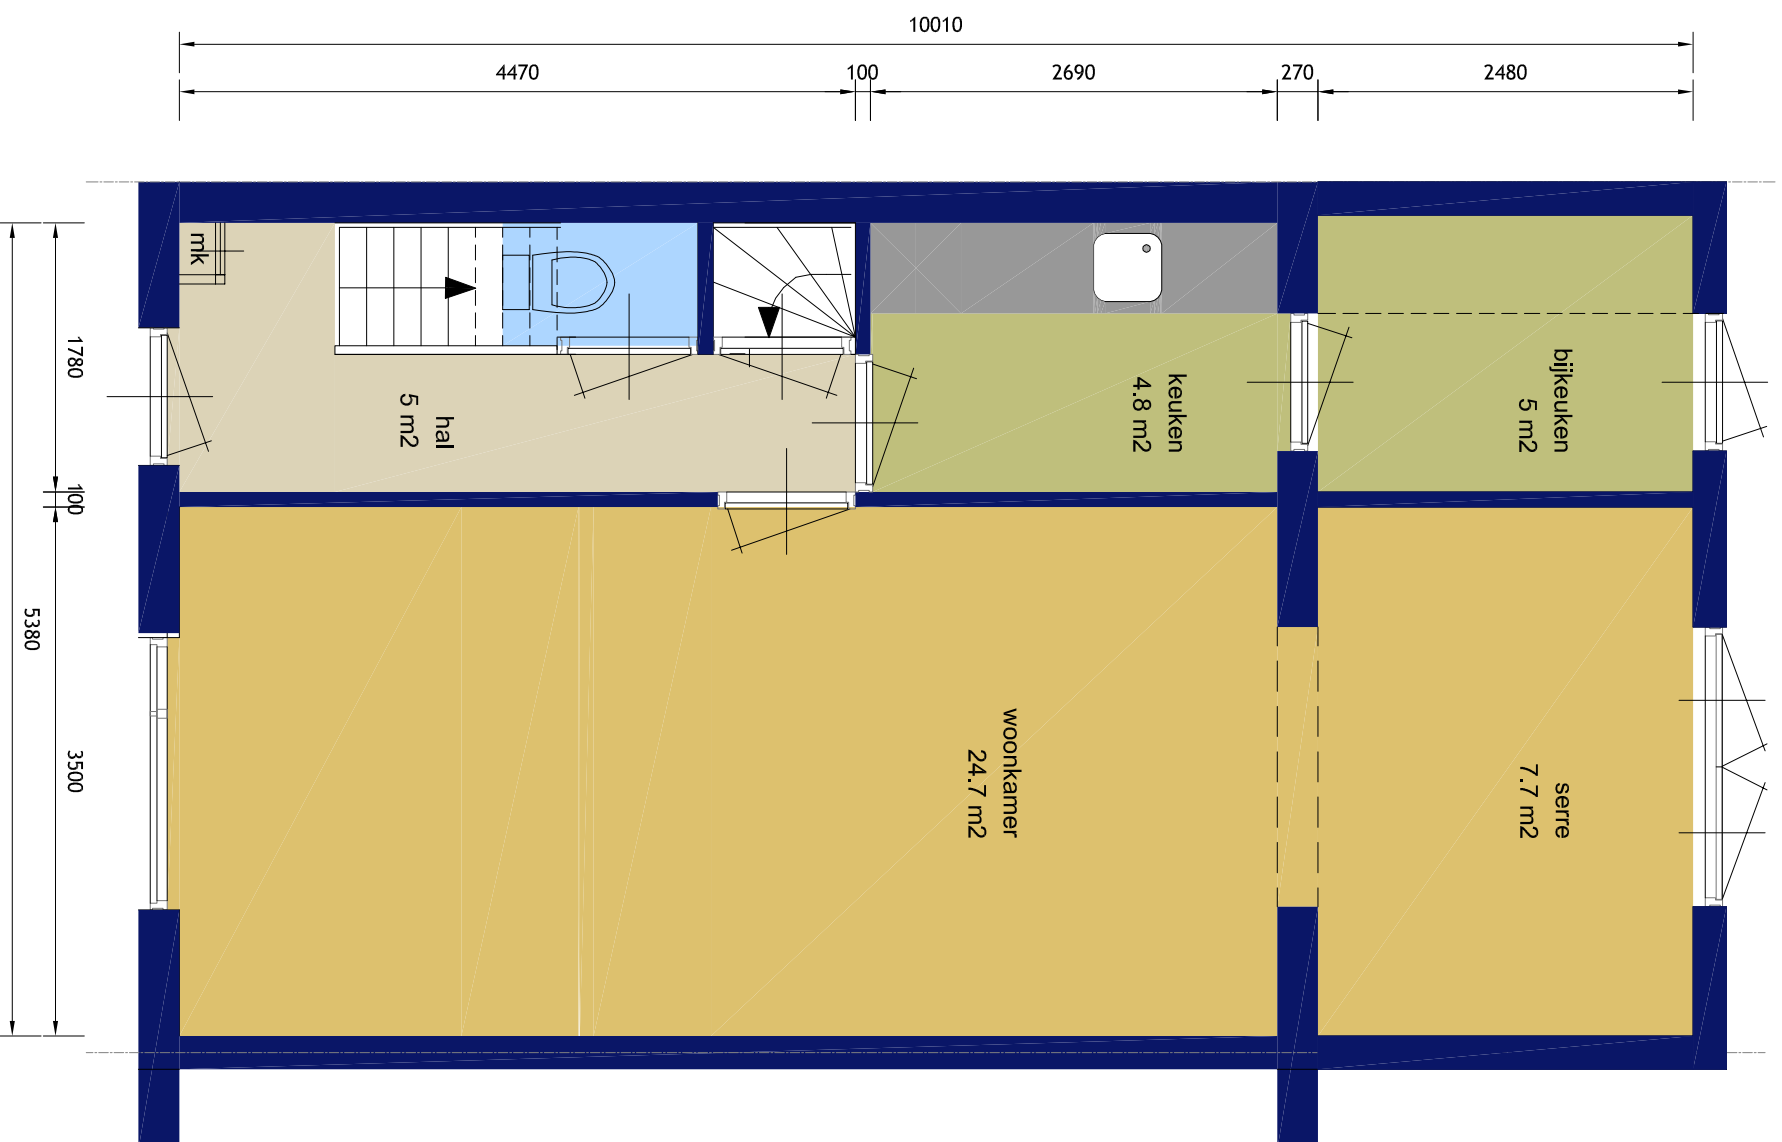 10010
4470
100
2690
270
2480
mk
1780
100
3500
5380
hal
5 m2
keuken
4.8 m2
bijkeuken
5 m2
woonkamer
24.7 m2
serre
7.7 m2